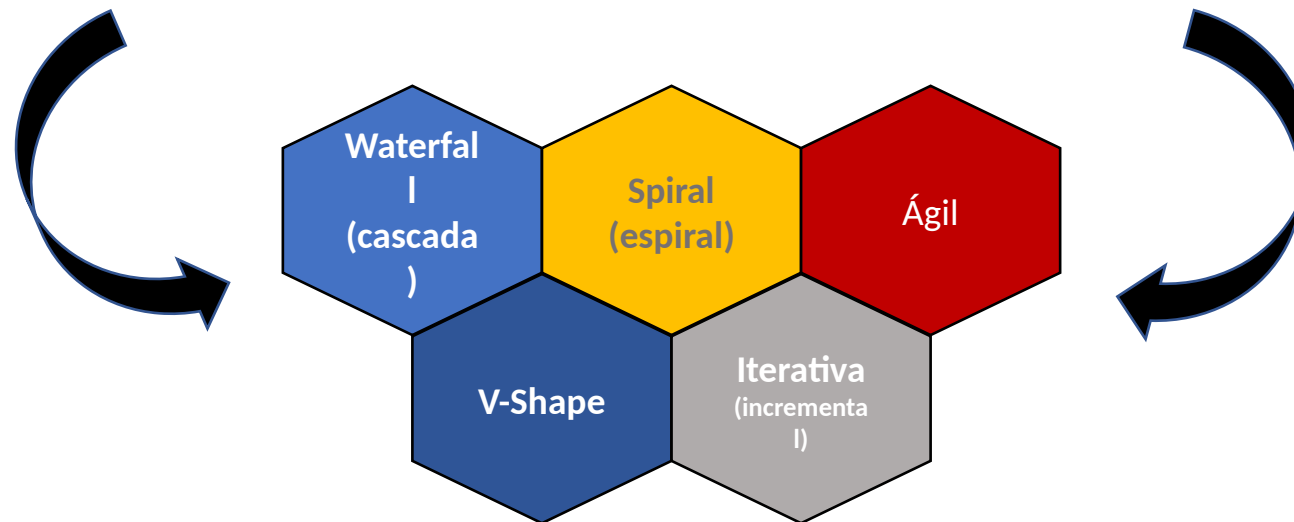 Waterfal
l
(cascada
)
Spiral
(espiral)
Ágil
V-Shape
Iterativa
(incrementa
l)